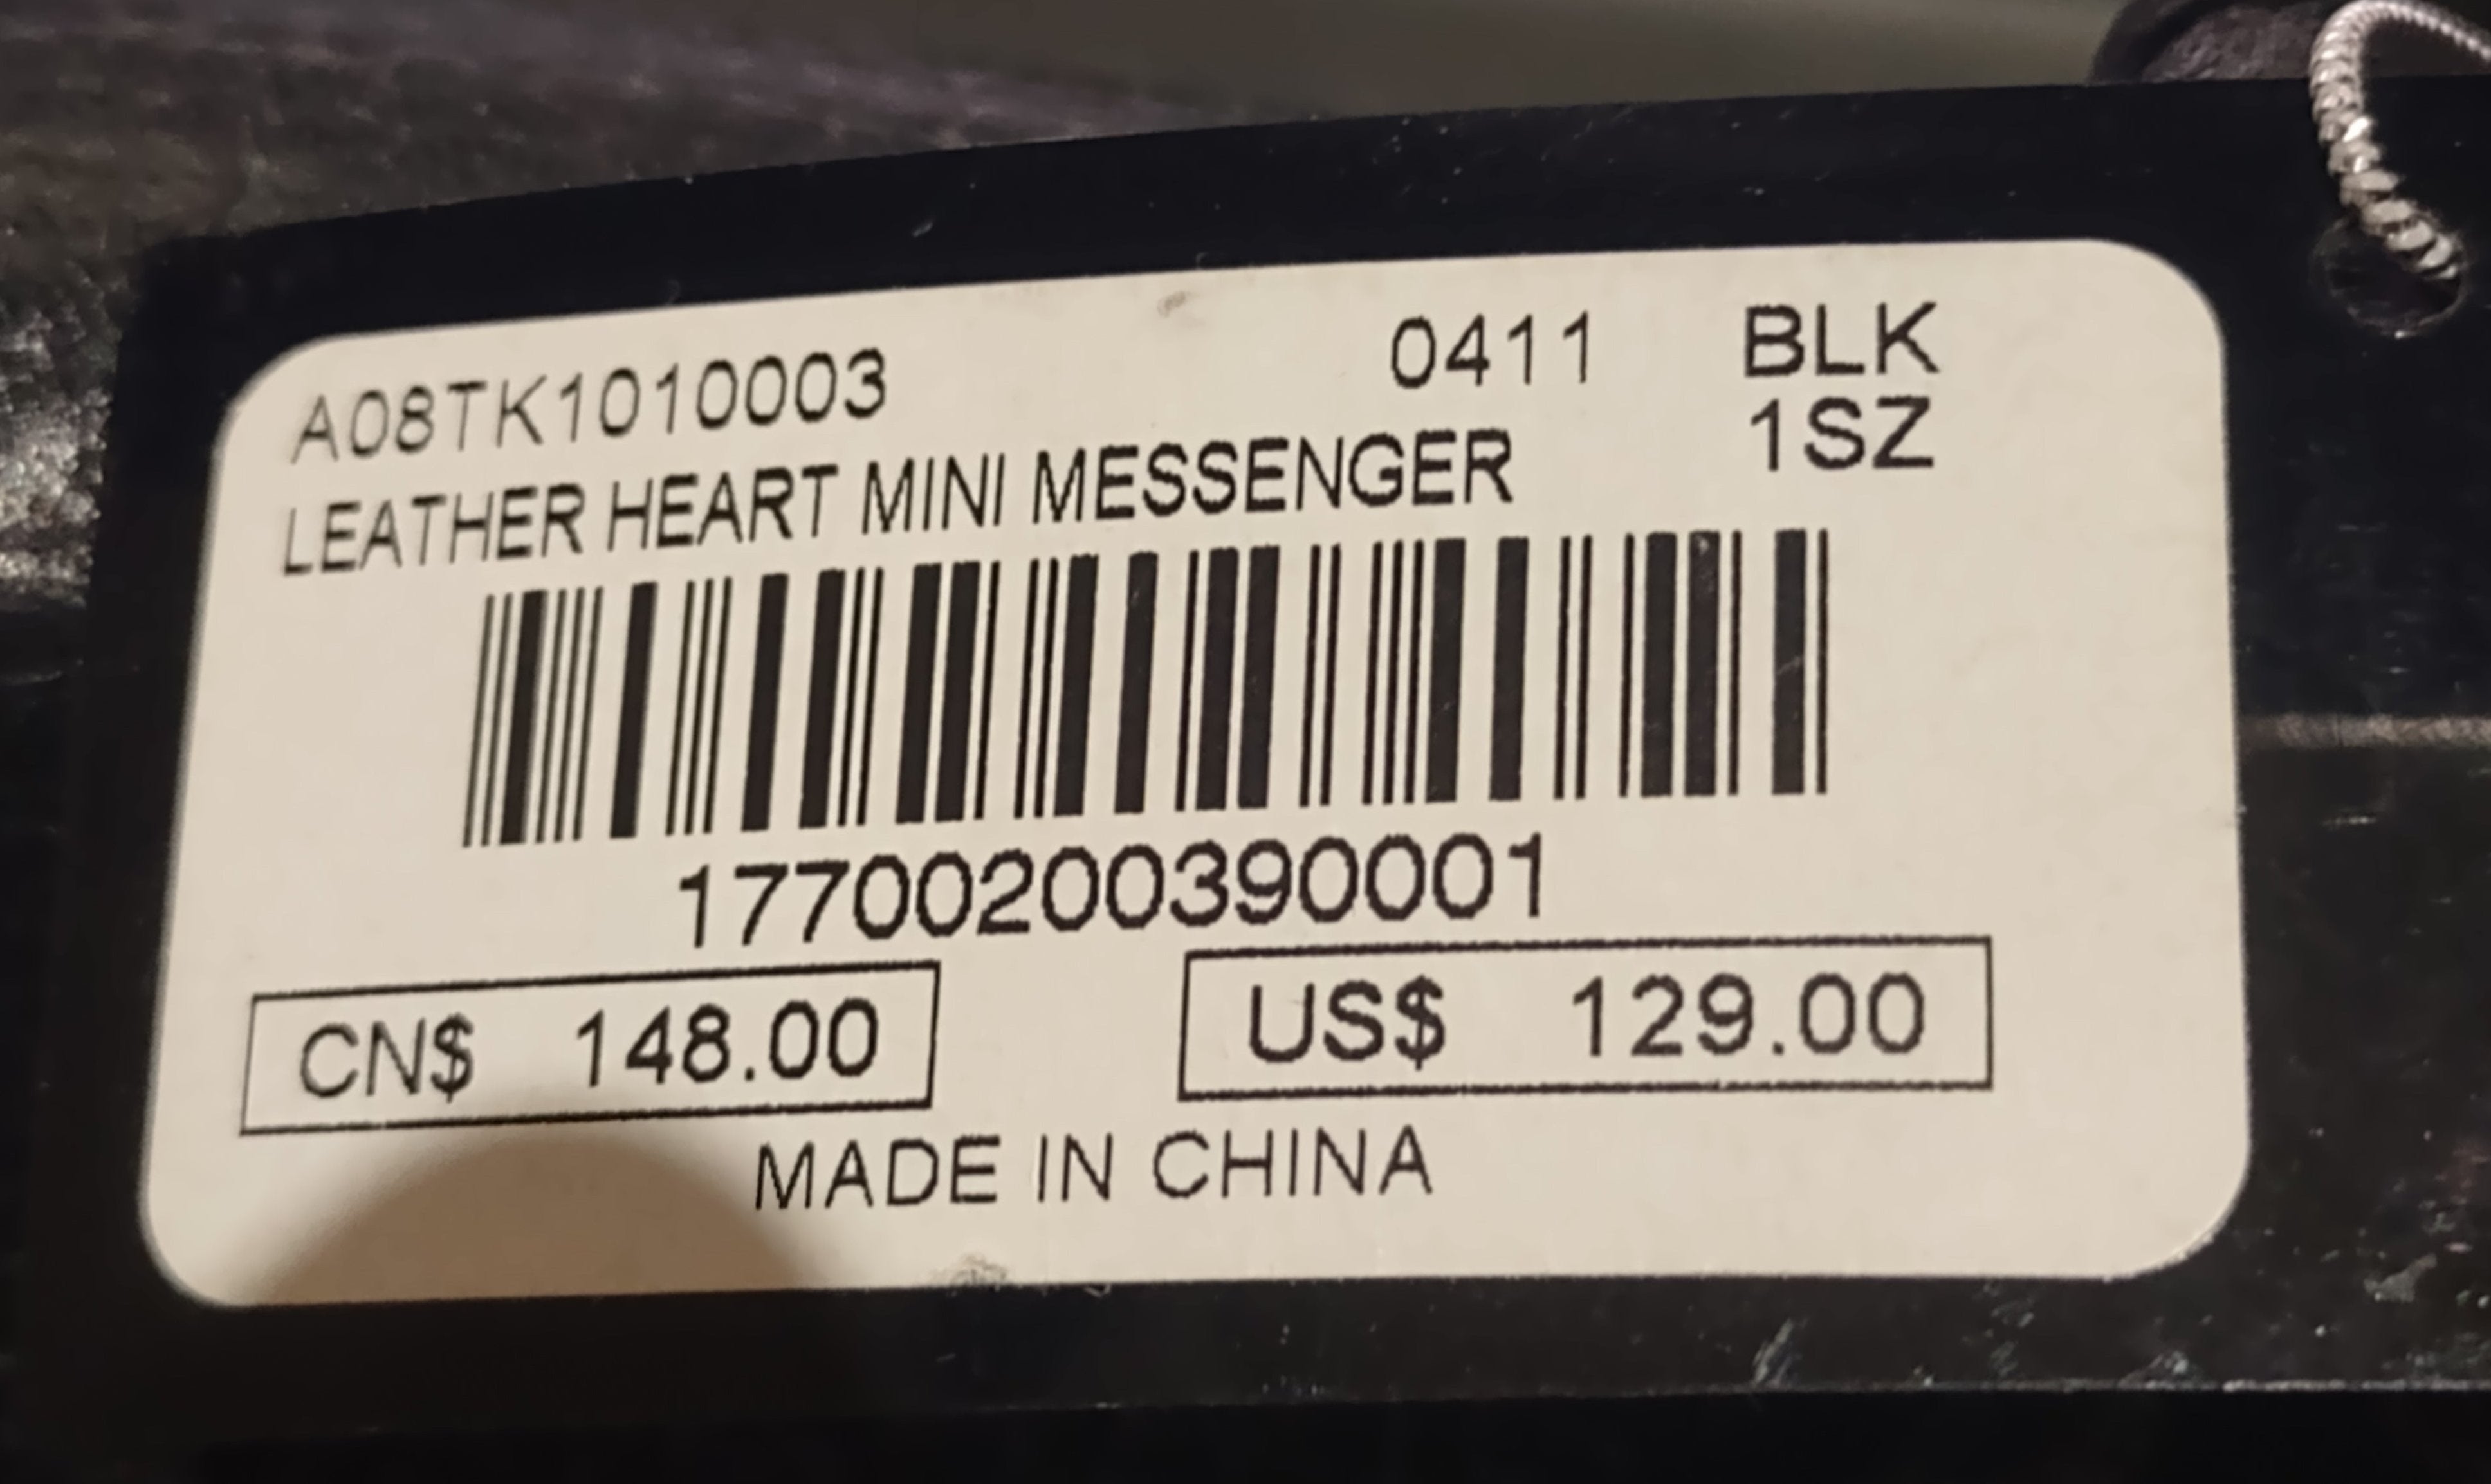 A08TK1010003 0411 BLK
LEATHER HEART MINI MESSENGER 1SZ
17700200390001
CN$ 148.00 US$ 129.00
MADE IN CHINA